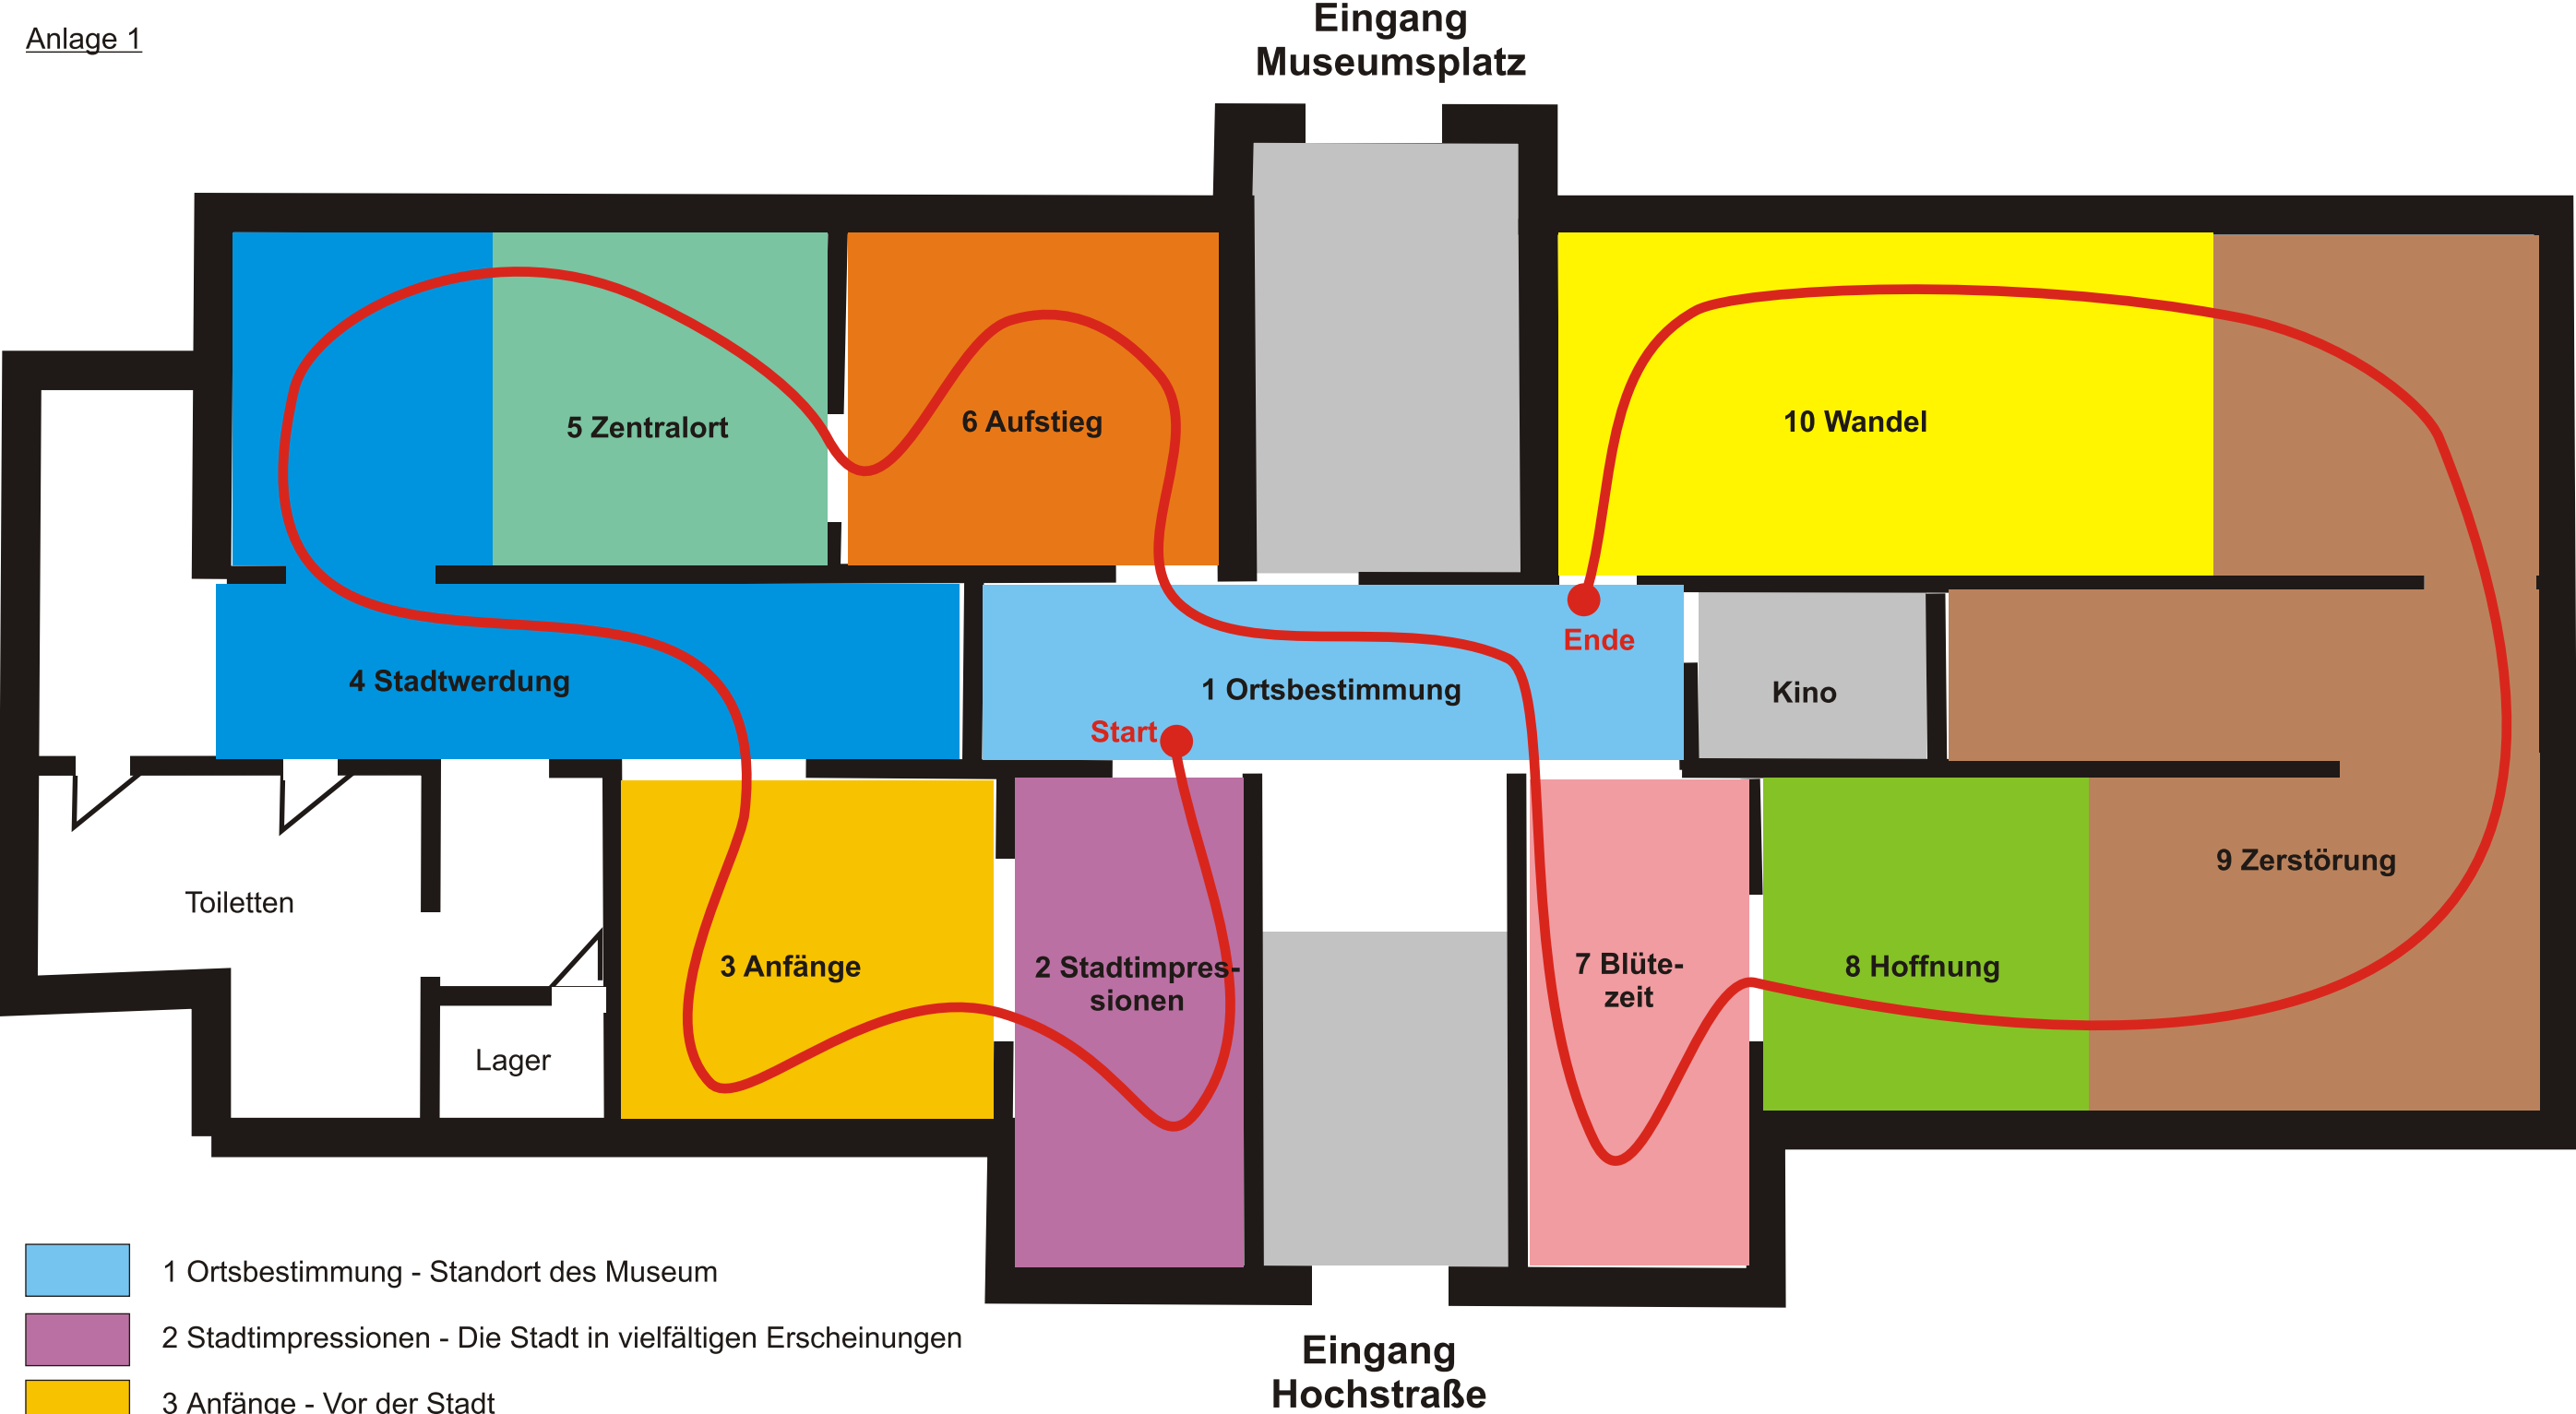 Anlage 1
Eingang
Museumsplatz
5 Zentralort
6 Aufstieg
10 Wandel
4 Stadtwerdung
1 Ortsbestimmung
Start
Ende
Kino
Toiletten
Lager
3 Anfänge
2 Stadtimpres-
sionen
7 Blüte-
zeit
8 Hoffnung
9 Zerstörung
1 Ortsbestimmung - Standort des Museum
2 Stadtimpressionen - Die Stadt in vielfältigen Erscheinungen
3 Anfänge - Vor der Stadt
Eingang
Hochstraße